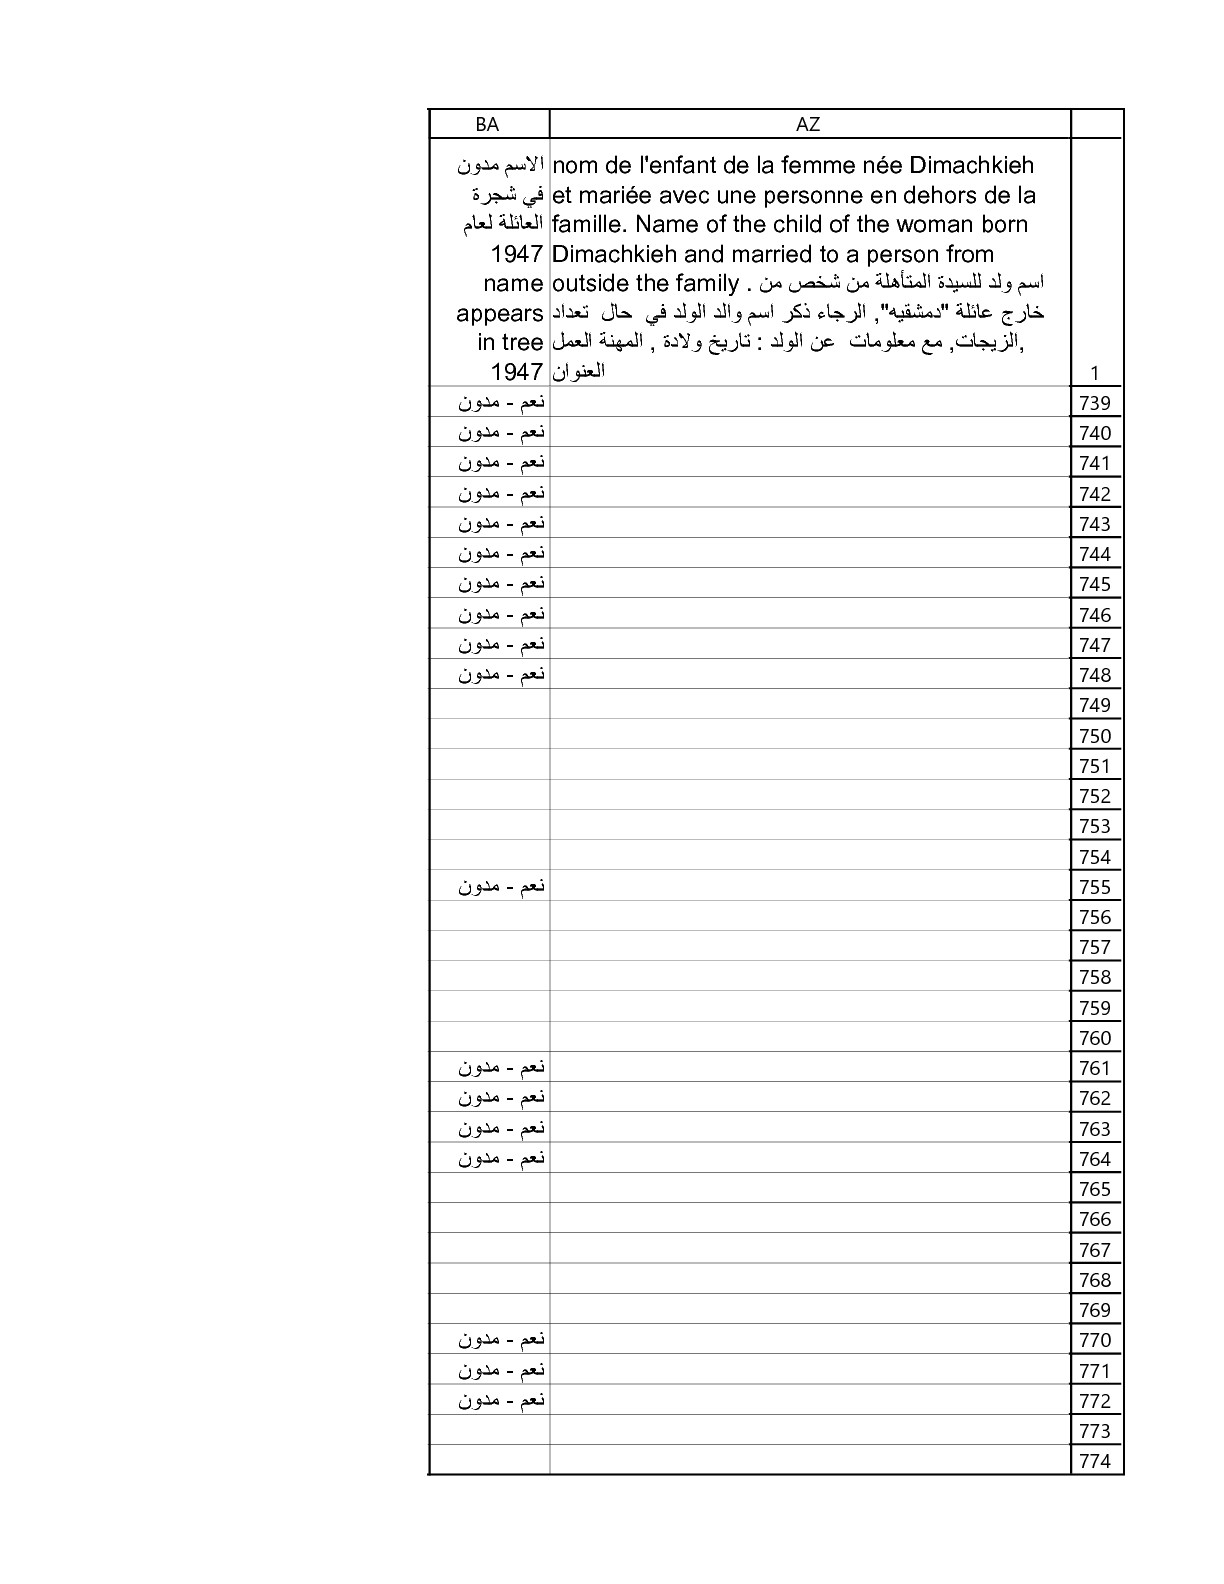 BA AZ
الاسم مدون
في شجرة
العائلة لعام
1947
name
appears
in tree
1947
nom de l'enfant de la femme née Dimachkieh
et mariée avec une personne en dehors de la
famille. Name of the child of the woman born
Dimachkieh and married to a person from
outside the family . اسم ولد للسيدة المتأهلة من شخص من
خارج عائلة "دمشقيه", الرجاء ذكر اسم والد الولد في حال تعداد
الزيجات, مع معلومات عن الولد : تاريخ ولادة , المهنة العمل,
العنوان
1
نعم - مدون 739
نعم - مدون 740
نعم - مدون 741
نعم - مدون 742
نعم - مدون 743
نعم - مدون 744
نعم - مدون 745
نعم - مدون 746
نعم - مدون 747
نعم - مدون 748
749
750
751
752
753
754
نعم - مدون 755
756
757
758
759
760
نعم - مدون 761
نعم - مدون 762
نعم - مدون 763
نعم - مدون 764
765
766
767
768
769
نعم - مدون 770
نعم - مدون 771
نعم - مدون 772
773
774